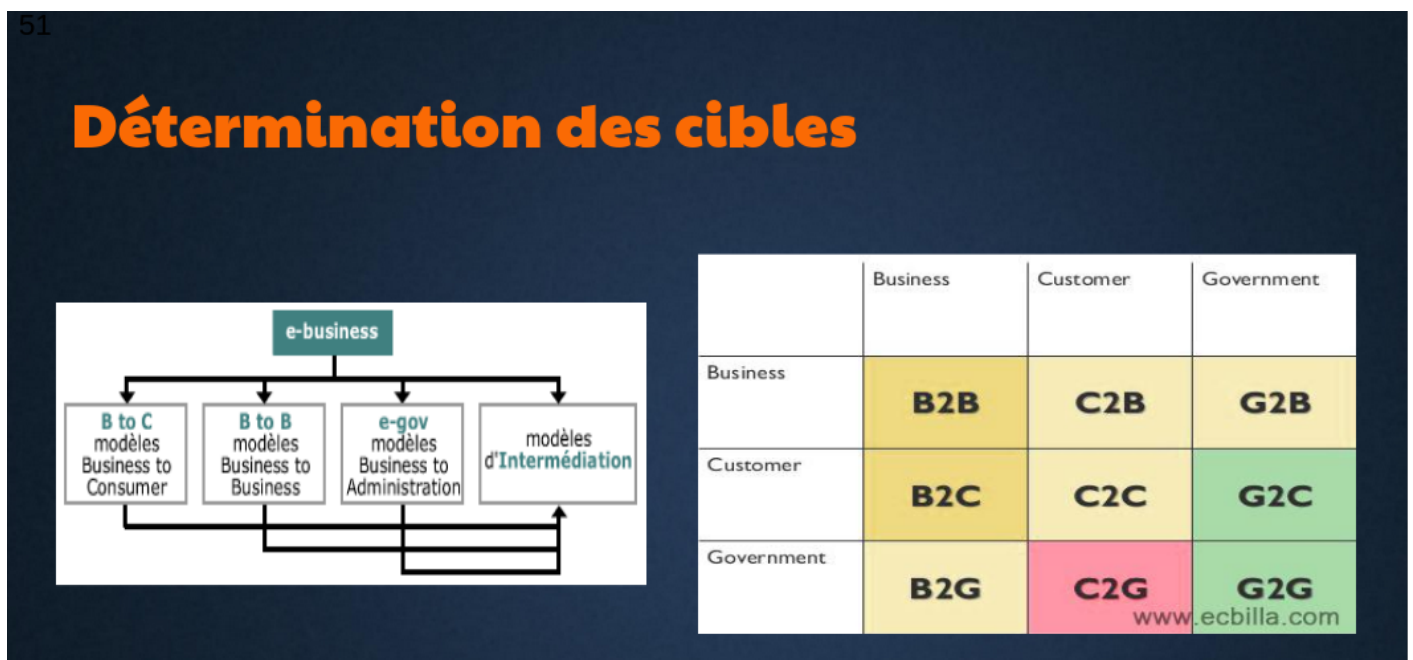 51
Détermination des cibles
e-business
B to C
modèles
Business to
Consumer
B to B
modèles
Business to
Business
e-gov
modèles
Business to
Administration
modèles
d'Intermédiation
Business Customer Government
Business
B2B C2B G2B
Customer
B2C C2C G2C
Government
B2G C2G G2G
www.ecbilla.com